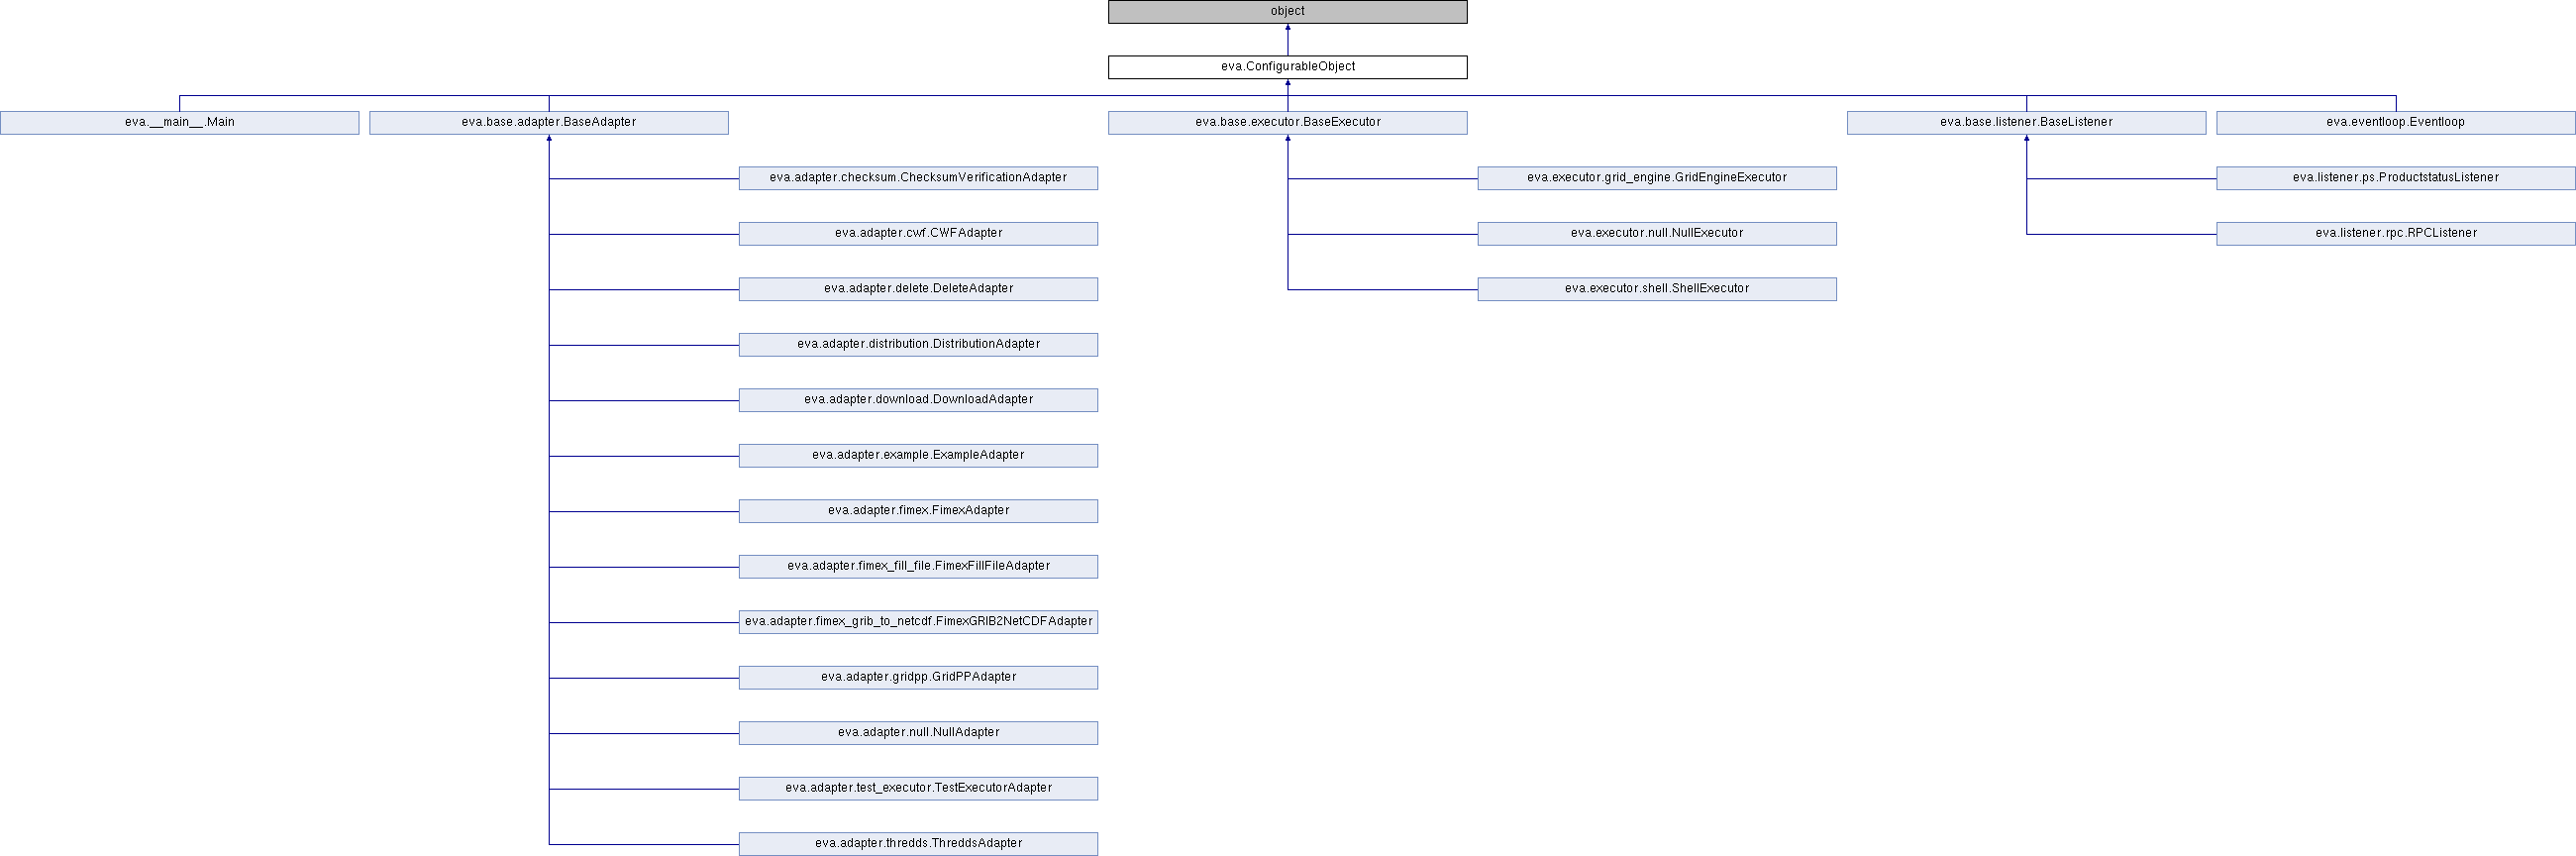 object
eva.ConfigurableObject
eva.__main__.Main
eva.base.adapter.BaseAdapter
eva.base.executor.BaseExecutor
eva.base.listener.BaseListener
eva.eventloop.Eventloop
eva.adapter.checksum.ChecksumVerificationAdapter
eva.executor.grid_engine.GridEngineExecutor
eva.listener.ps.ProductstatusListener
eva.adapter.cwf.CWFAdapter
eva.executor.null.NullExecutor
eva.listener.rpc.RPCListener
eva.adapter.delete.DeleteAdapter
eva.executor.shell.ShellExecutor
eva.adapter.distribution.DistributionAdapter
eva.adapter.download.DownloadAdapter
eva.adapter.example.ExampleAdapter
eva.adapter.fimex.FimexAdapter
eva.adapter.fimex_fill_file.FimexFillFileAdapter
eva.adapter.fimex_grib_to_netcdf.FimexGRIB2NetCDFAdapter
eva.adapter.gridpp.GridPPAdapter
eva.adapter.null.NullAdapter
eva.adapter.test_executor.TestExecutorAdapter
eva.adapter.thredds.ThreddsAdapter